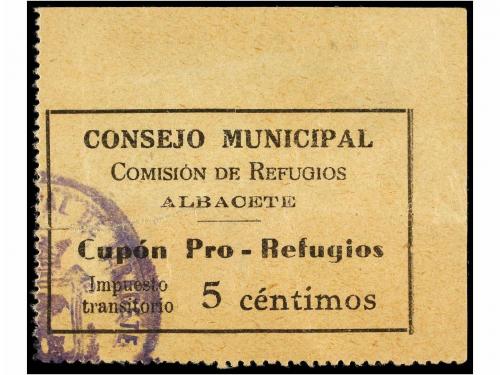 CONSEJO MUNICIPAL
COMISIÓN DE REFUGIOS
ALBACETE
Cupón Pro-Refugios
Impuesto
transitorio 5 céntimos